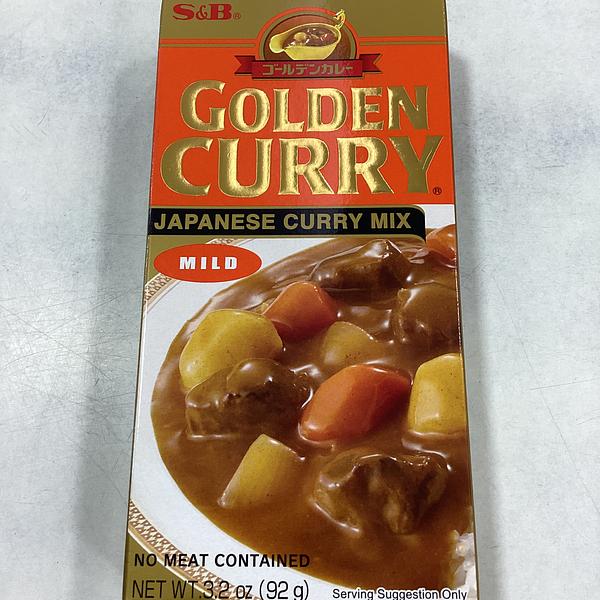 S&B®
ゴールデンカレー
GOLDEN
CURRY®
JAPANESE CURRY MIX
MILD
NO MEAT CONTAINED
NET WT.3.2 oz (92 g)
Serving Suggestion Only